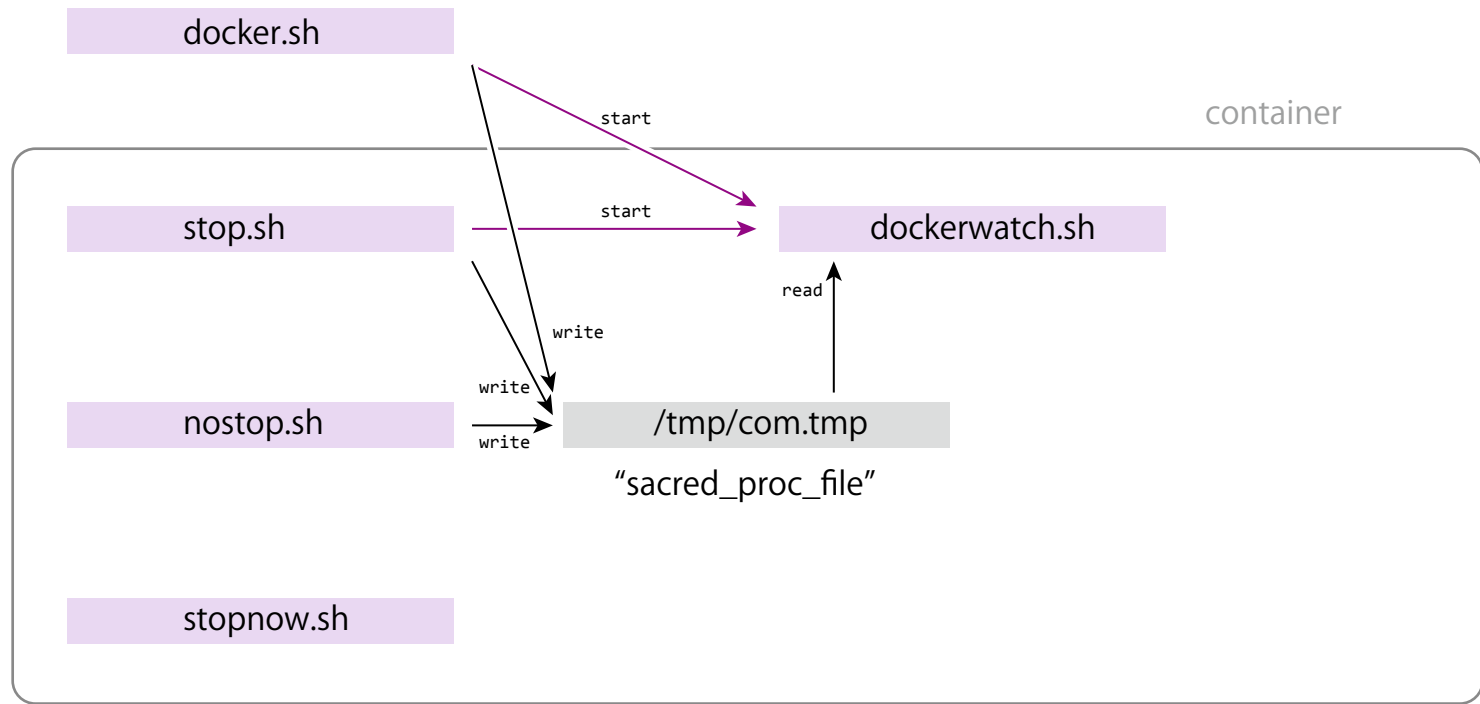 docker.sh
start
container
stop.sh
start
dockerwatch.sh
read
write
write
nostop.sh
write
/tmp/com.tmp
“sacred_proc_file”
stopnow.sh